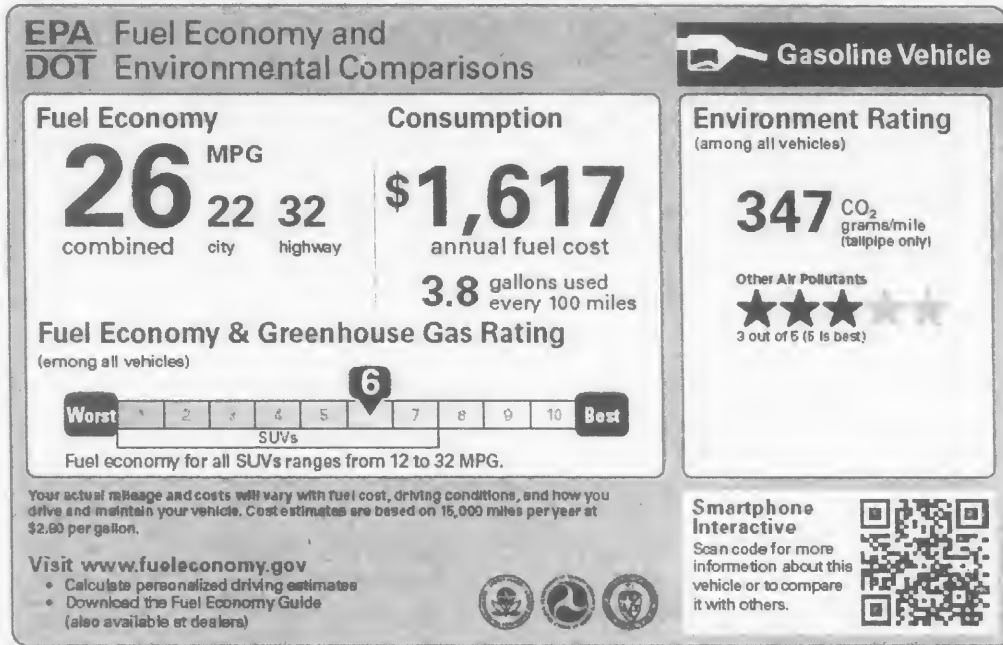 EPA Fuel Economy and
DOT Environmental Comparisons
Gasoline Vehicle
Fuel Economy
26 MPG
combined
22
city
32
highway
Consumption
$1,617
annual fuel cost
3.8 gallons used
every 100 miles
Fuel Economy & Greenhouse Gas Rating
(among all vehicles)
6
Worst 1 2 3 4 5 7 8 9 10 Best
SUVs
Fuel economy for all SUVs ranges from 12 to 32 MPG.
Environment Rating
(among all vehicles)
347 CO2
grams/mile
(tailpipe only)
Other Air Pollutants
3 out of 5 (5 is best)
Your actual mileage and costs will vary with fuel cost, driving conditions, and how you
drive and maintain your vehicle. Cost estimates are based on 15,000 miles per year at
$2.80 per gallon.
Visit www.fueleconomy.gov
• Calculate personalized driving estimates
• Download the Fuel Economy Guide
(also available at dealers)
Smartphone
Interactive
Scan code for more
information about this
vehicle or to compare
it with others.